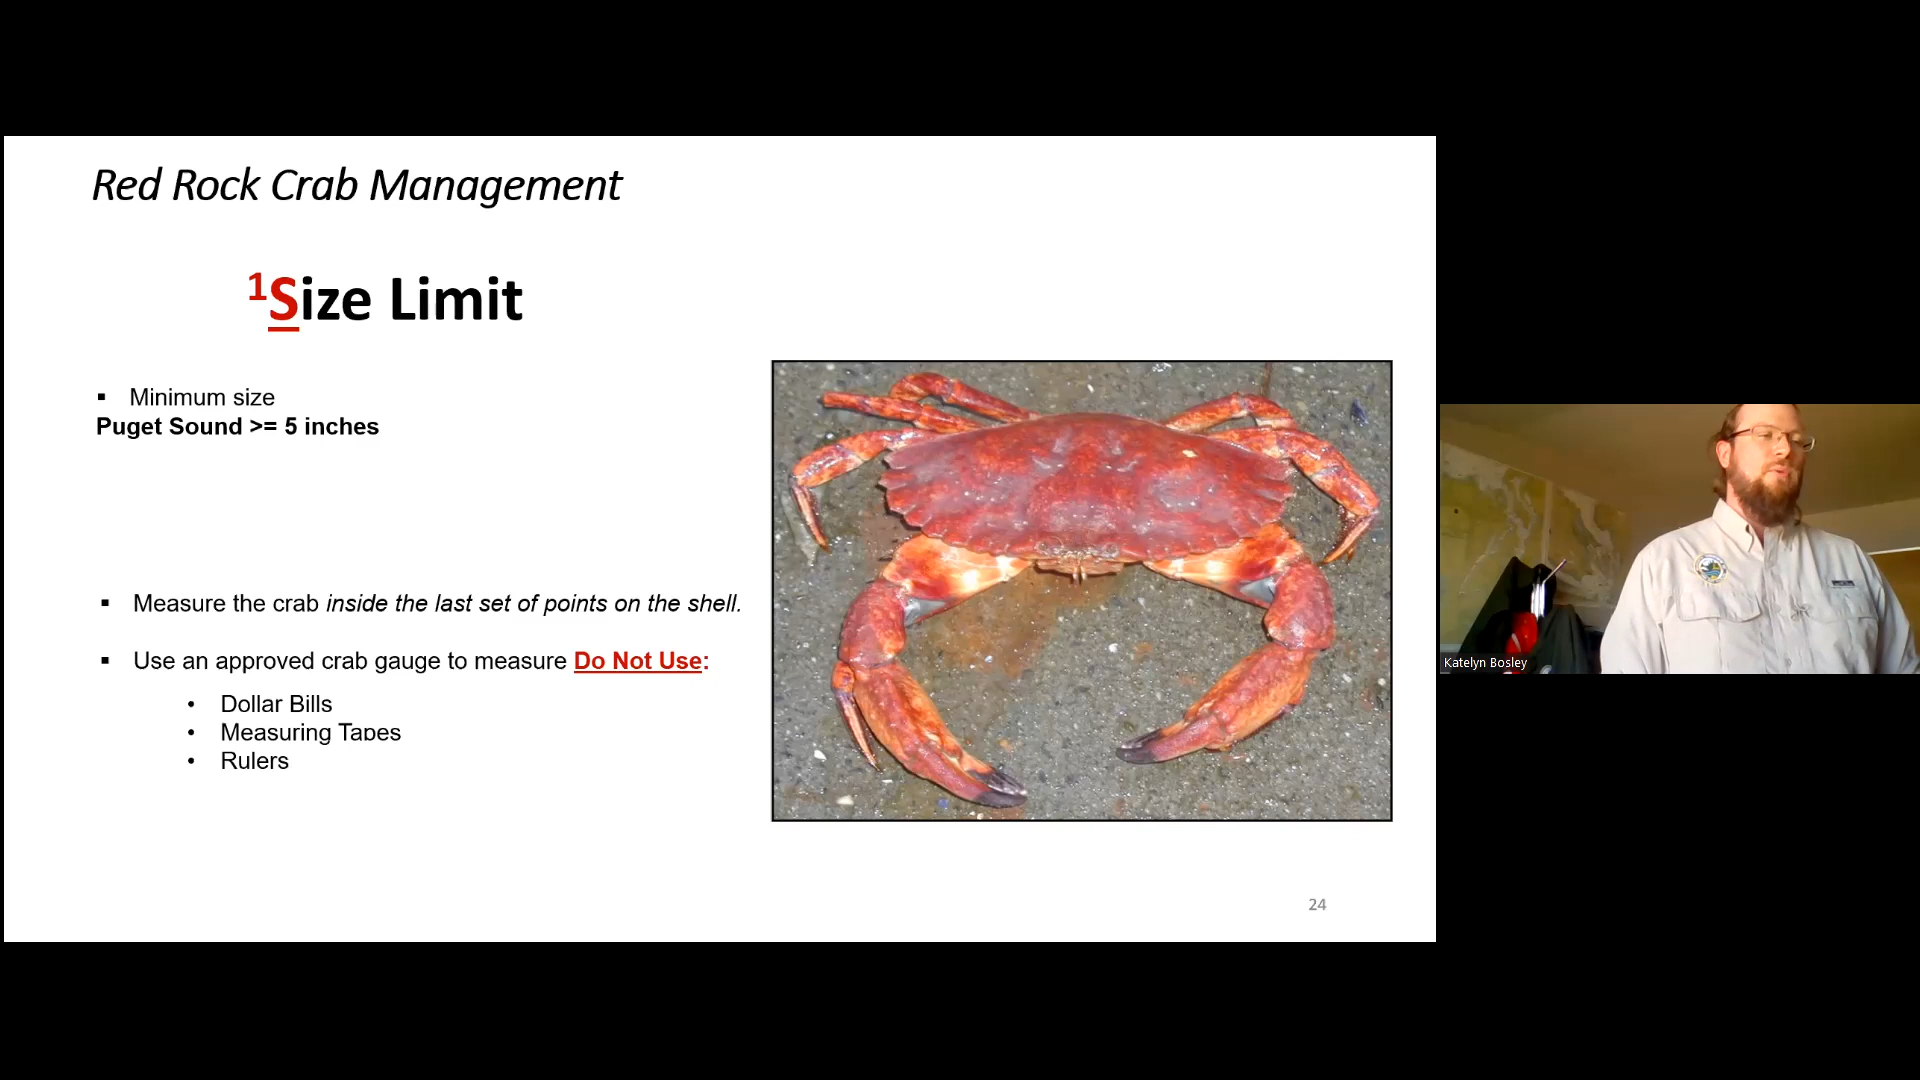 Red Rock Crab Management
¹Size Limit
▪ Minimum size
Puget Sound >= 5 inches
▪ Measure the crab inside the last set of points on the shell.
▪ Use an approved crab gauge to measure Do Not Use:
• Dollar Bills
• Measuring Tapes
• Rulers
24
Katelyn Bosley